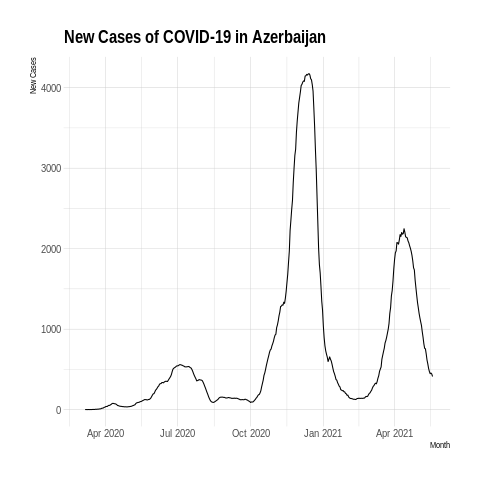 New Cases of COVID-19 in Azerbaijan
New Cases
4000
3000
2000
1000
0
Apr 2020 Jul 2020 Oct 2020 Jan 2021 Apr 2021
Month